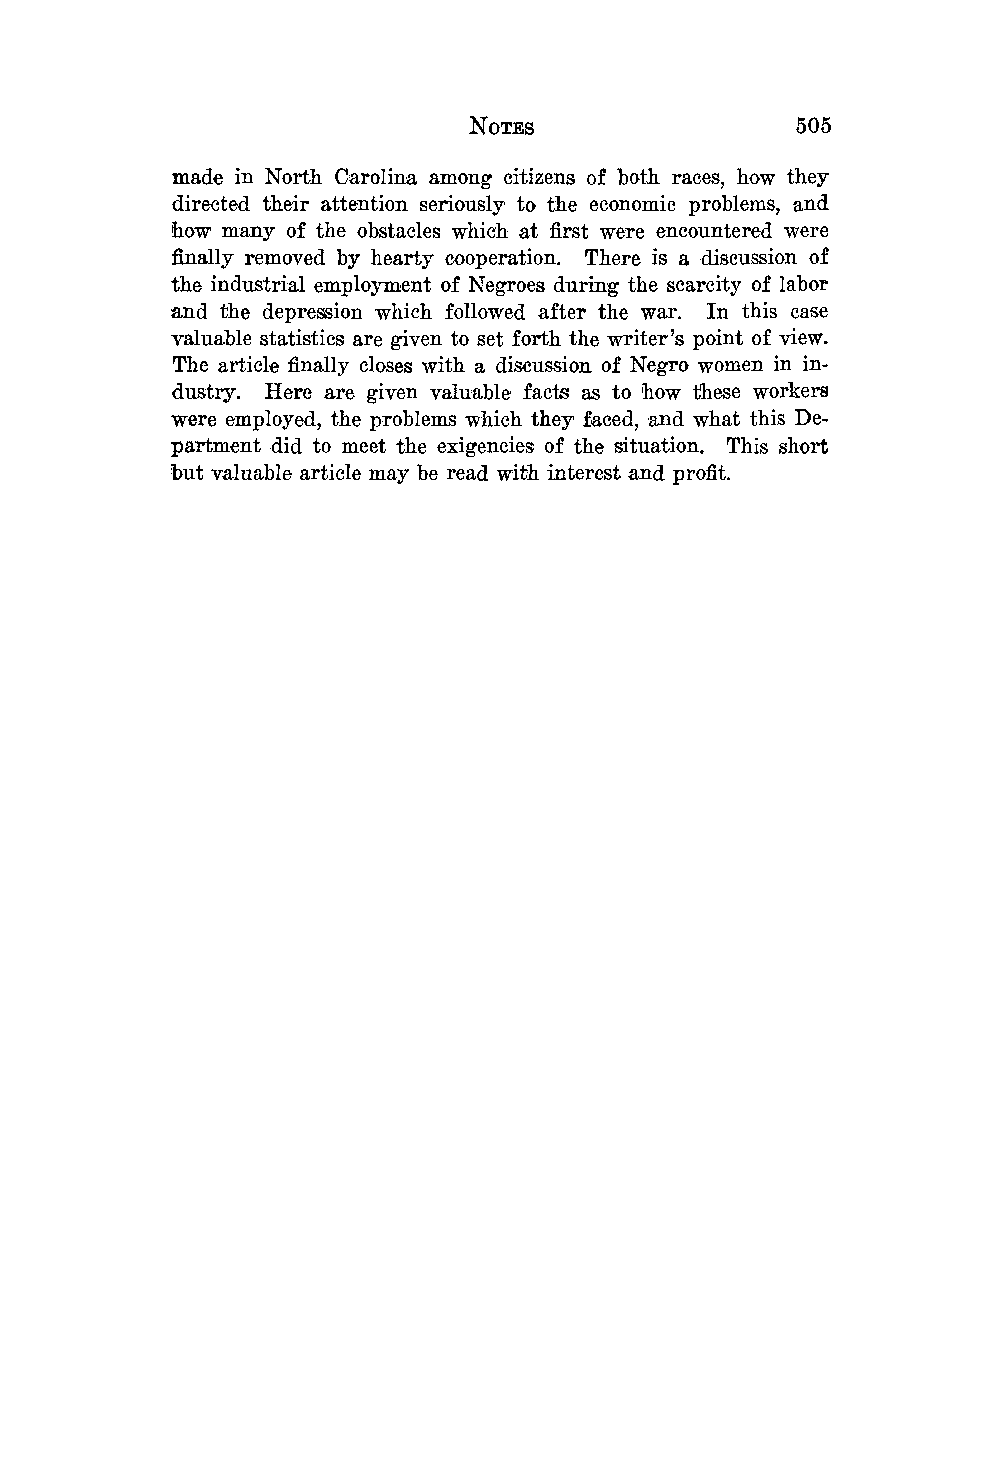 NOTES 505
made in North Carolina among citizens of both races, how they
directed their attention seriously to the economic problems, and
how many of the obstacles which at first were encountered were
finally removed by hearty cooperation. There is a discussion of
the industrial employment of Negroes during the scarcity of labor
and the depression which followed after the war. In this case
valuable statistics are given to set forth the writer's point of view.
The article finally closes with a discussion of Negro women in in-
dustry. Here are given valuable facts as to how these workers
were employed, the problems which they faced, and what this De-
partment did to meet the exigencies of the situation. This short
but valuable article may be read with interest and profit.